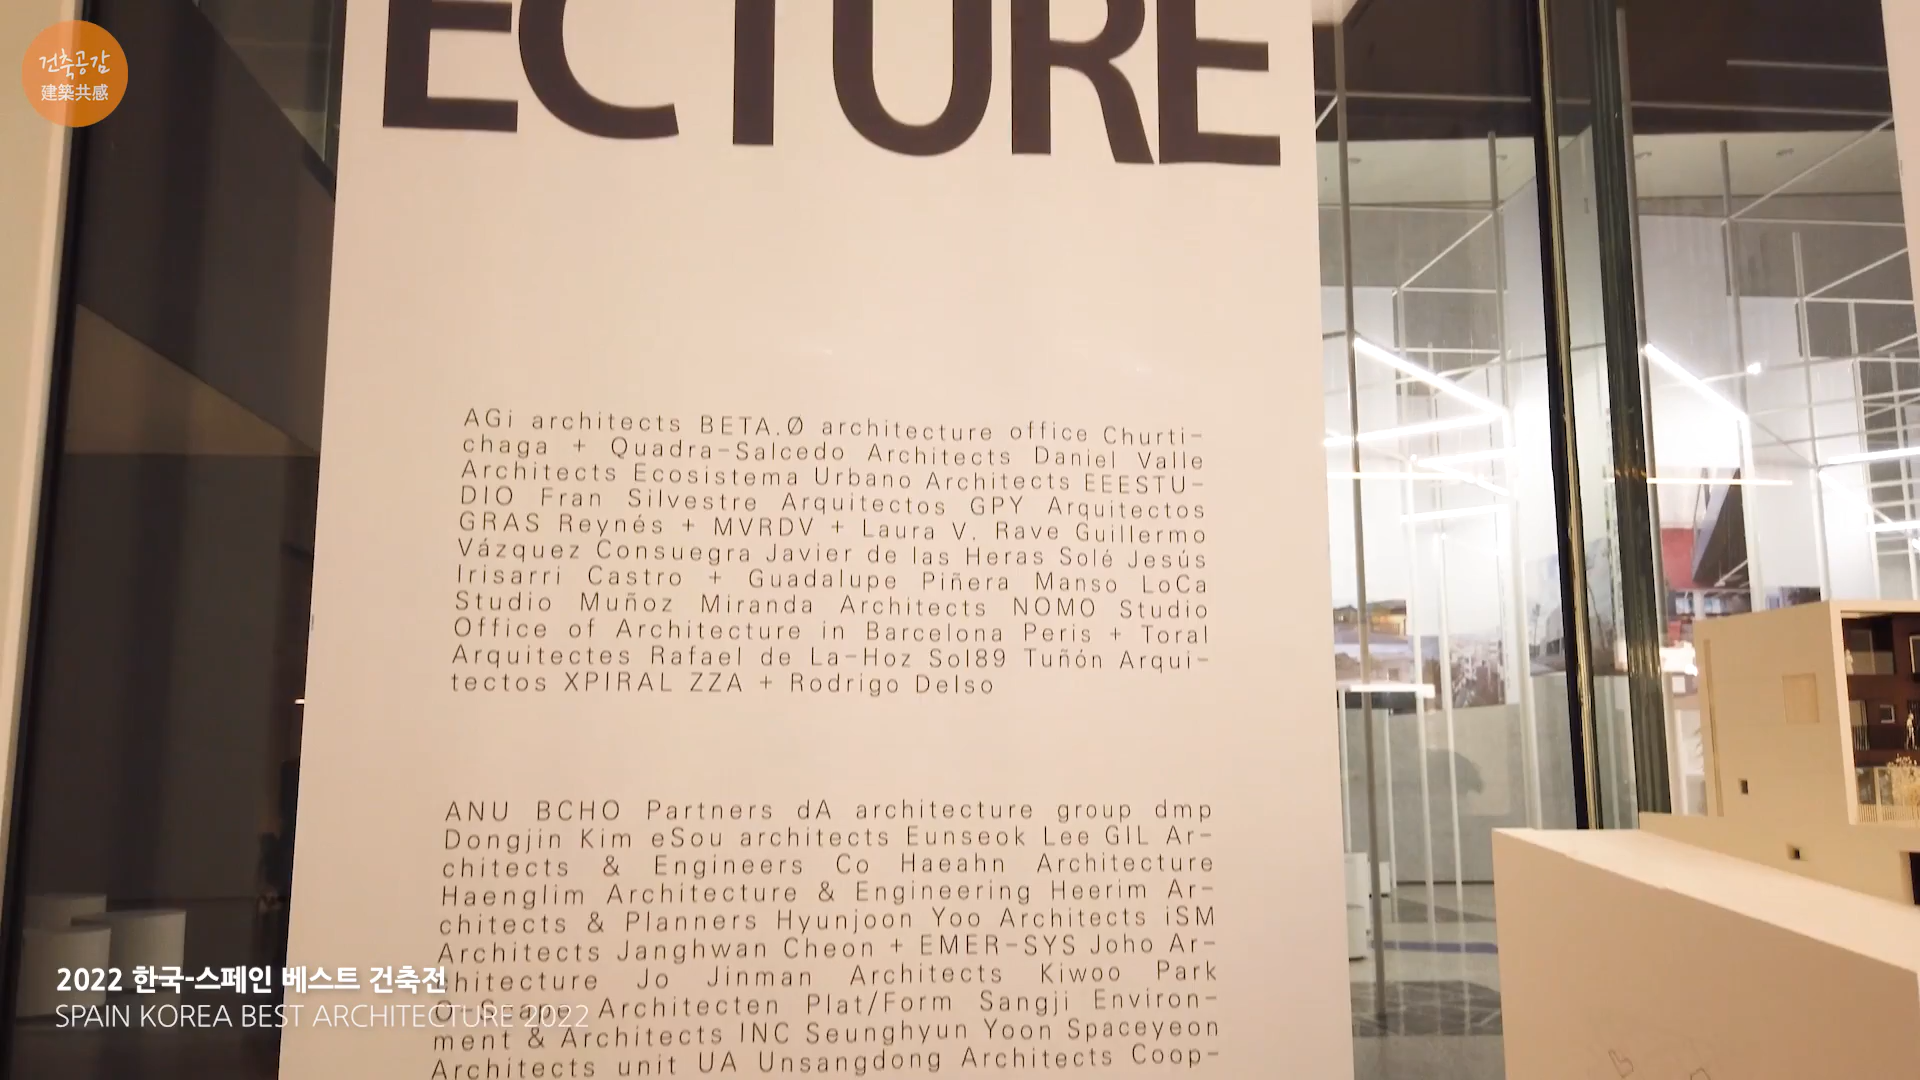 건축공감
建築共感
ECTURE
AGi architects BETA.Ø architecture office Churti-
chaga + Quadra-Salcedo Architects Daniel Valle
Architects Ecosistema Urbano Architects EEESTU-
DIO Fran Silvestre Arquitectos GPY Arquitectos
GRAS Reynés + MVRDV + Laura V. Rave Guillermo
Vázquez Consuegra Javier de las Heras Solé Jesús
Irisarri Castro + Guadalupe Piñera Manso LoCa
Studio Muñoz Miranda Architects NOMO Studio
Office of Architecture in Barcelona Peris + Toral
Arquitectes Rafael de La-Hoz Sol89 Tuñón Arqui-
tectos XPIRAL ZZA + Rodrigo Delso
ANU BCHO Partners dA architecture group dmp
Dongjin Kim eSou architects Eunseok Lee GIL Ar-
chitects & Engineers Co Haeahn Architecture
Haenglim Architecture & Engineering Heerim Ar-
chitects & Planners Hyunjoon Yoo Architects iSM
Architects Janghwan Cheon + EMER-SYS Joho Ar-
chitecture Jo Jinman Architects Kiwoo Park
O-Scape Architecten Plat/Form Sangji Environ-
ment & Architects INC Seunghyun Yoon Spaceyeon
Architects unit UA Unsangdong Architects Coop-
2022 한국-스페인 베스트 건축전
SPAIN KOREA BEST ARCHITECTURE 2022